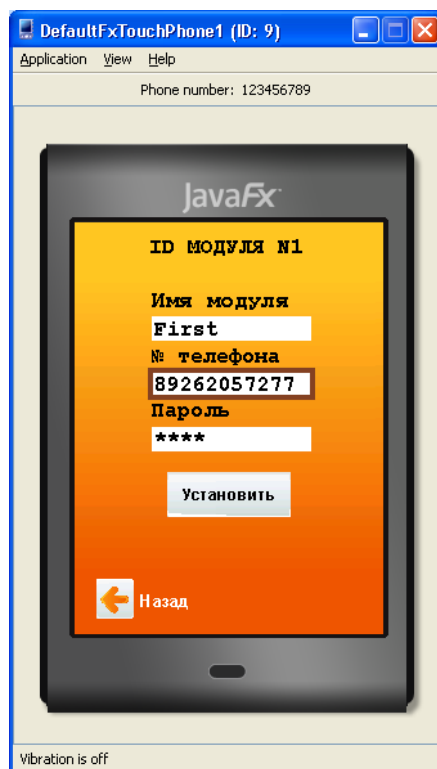 DefaultFxTouchPhone1 (ID: 9)
Application View Help
Phone number: 123456789
JavaFx
ID МОДУЛЯ N1
Имя модуля
First
№ телефона
89262057277
Пароль
****
Установить
Назад
Vibration is off